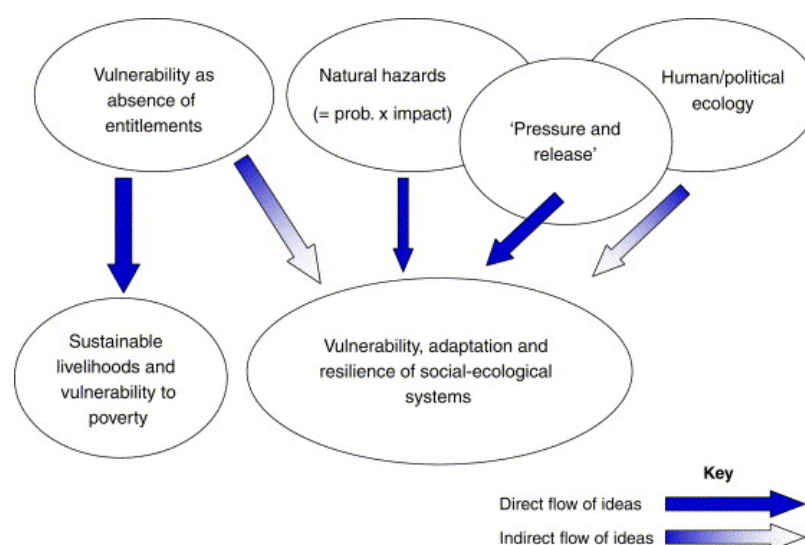 Vulnerability as
absence of
entitlements
Natural hazards
(= prob. x impact)
'Pressure and
release'
Human/political
ecology
Sustainable
livelihoods and
vulnerability to
poverty
Vulnerability, adaptation and
resilience of social-ecological
systems
Key
Direct flow of ideas
Indirect flow of ideas